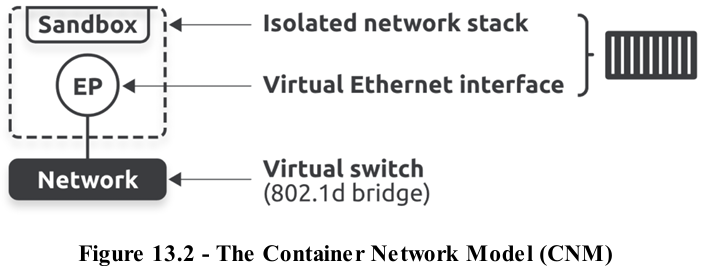 Sandbox
Isolated network stack
EP
Virtual Ethernet interface
Network
Virtual switch
(802.1d bridge)
Figure 13.2 - The Container Network Model (CNM)